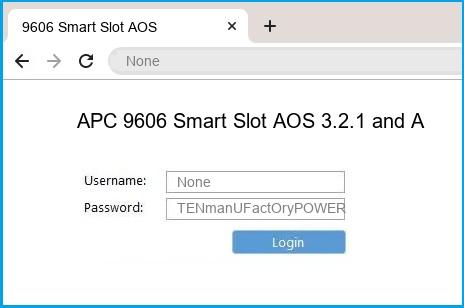 9606 Smart Slot AOS
None
APC 9606 Smart Slot AOS 3.2.1 and A
Username: None
Password: TENmanUFactOryPOWER
Login